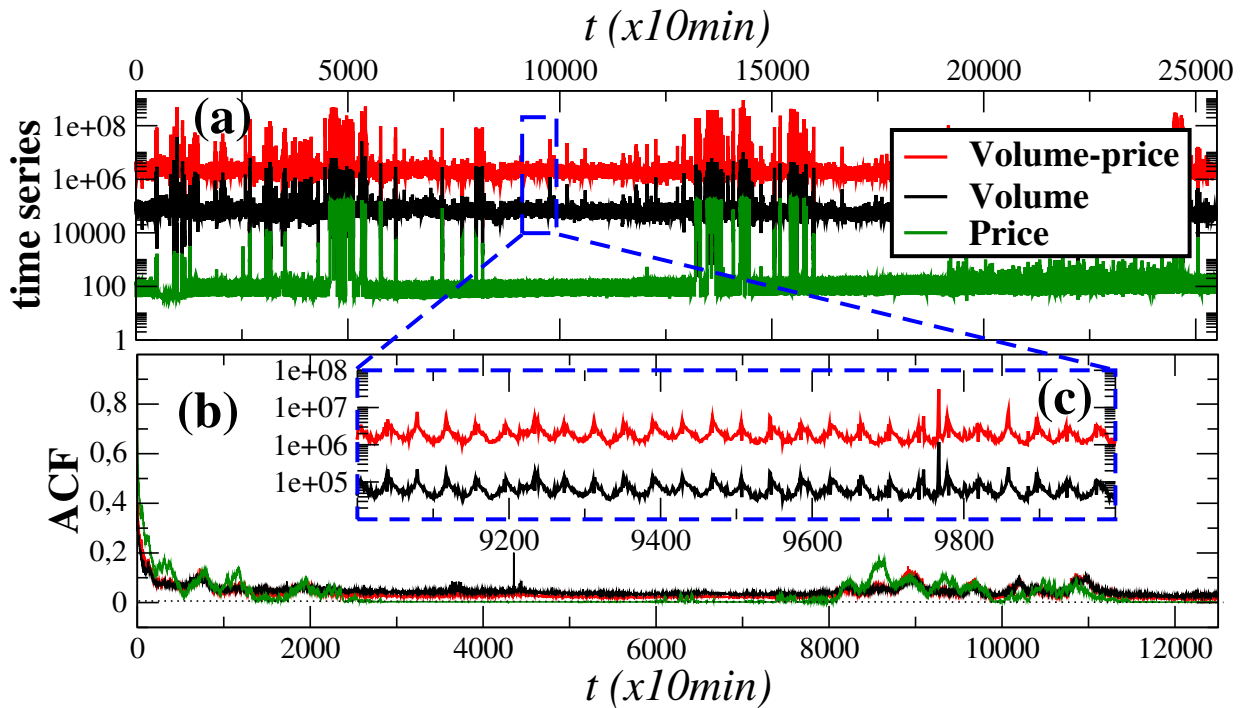 t (x10min)
0 5000 10000 15000 20000 25000
(a)
1e+08
1e+06
10000
100
1
time series
Volume-price
Volume
Price
(b)
(c)
1e+08
1e+07
1e+06
1e+05
9200 9400 9600 9800
0,8
0,6
0,4
0,2
0
ACF
0 2000 4000 6000 8000 10000 12000
t (x10min)